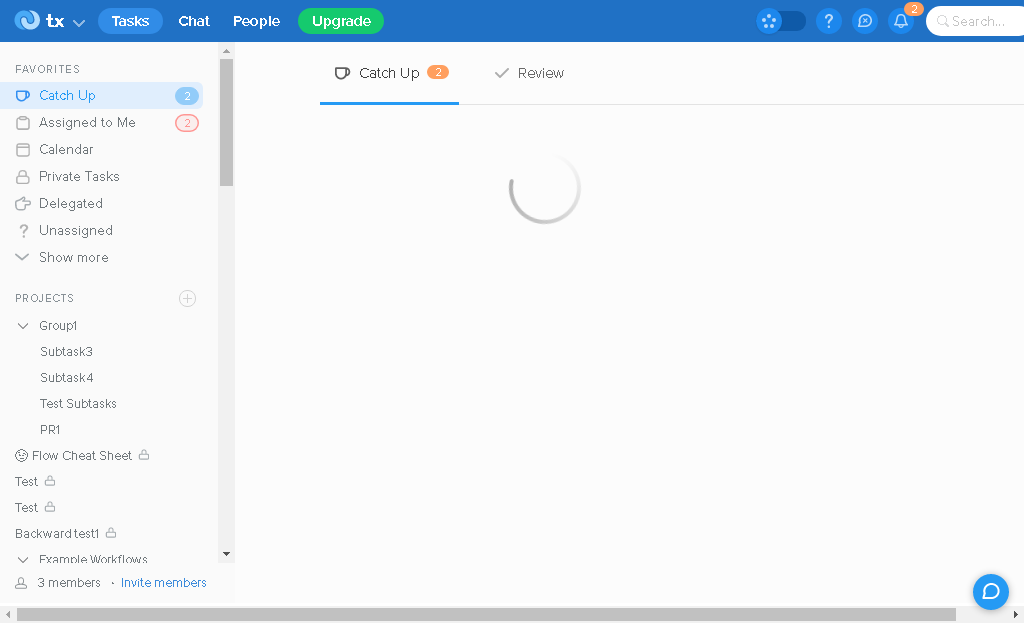 tx
Tasks
Chat
People
Upgrade
?
2
Search...
FAVORITES
Catch Up
2
Assigned to Me
2
Calendar
Private Tasks
Delegated
? Unassigned
Show more
PROJECTS
Group1
Subtask3
Subtask4
Test Subtasks
PR1
Flow Cheat Sheet
Test
Test
Backward test1
Example Workflows
3 members · Invite members
Catch Up 2
Review